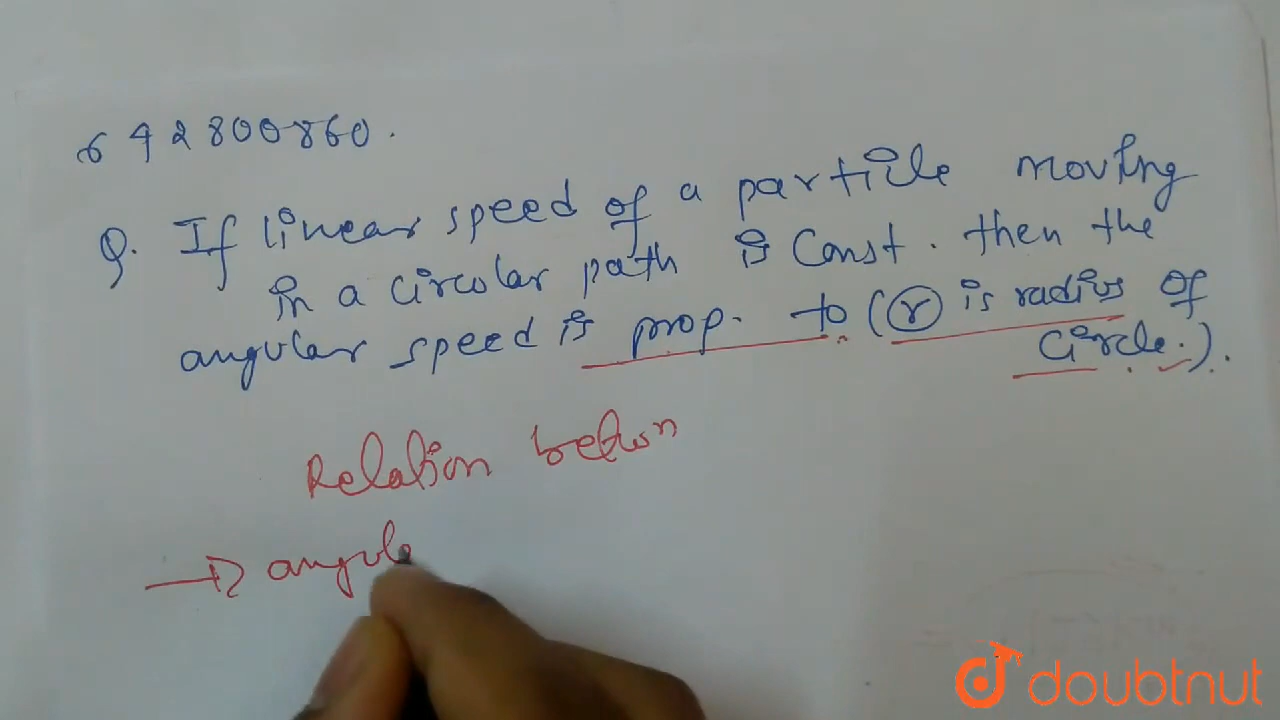 642800860.
Q. If linear speed of a particle moving
in a circular path is const. then the
angular speed is prop. to (r is radius of
circle.).
Relation betwn
→ angul
doubtnut